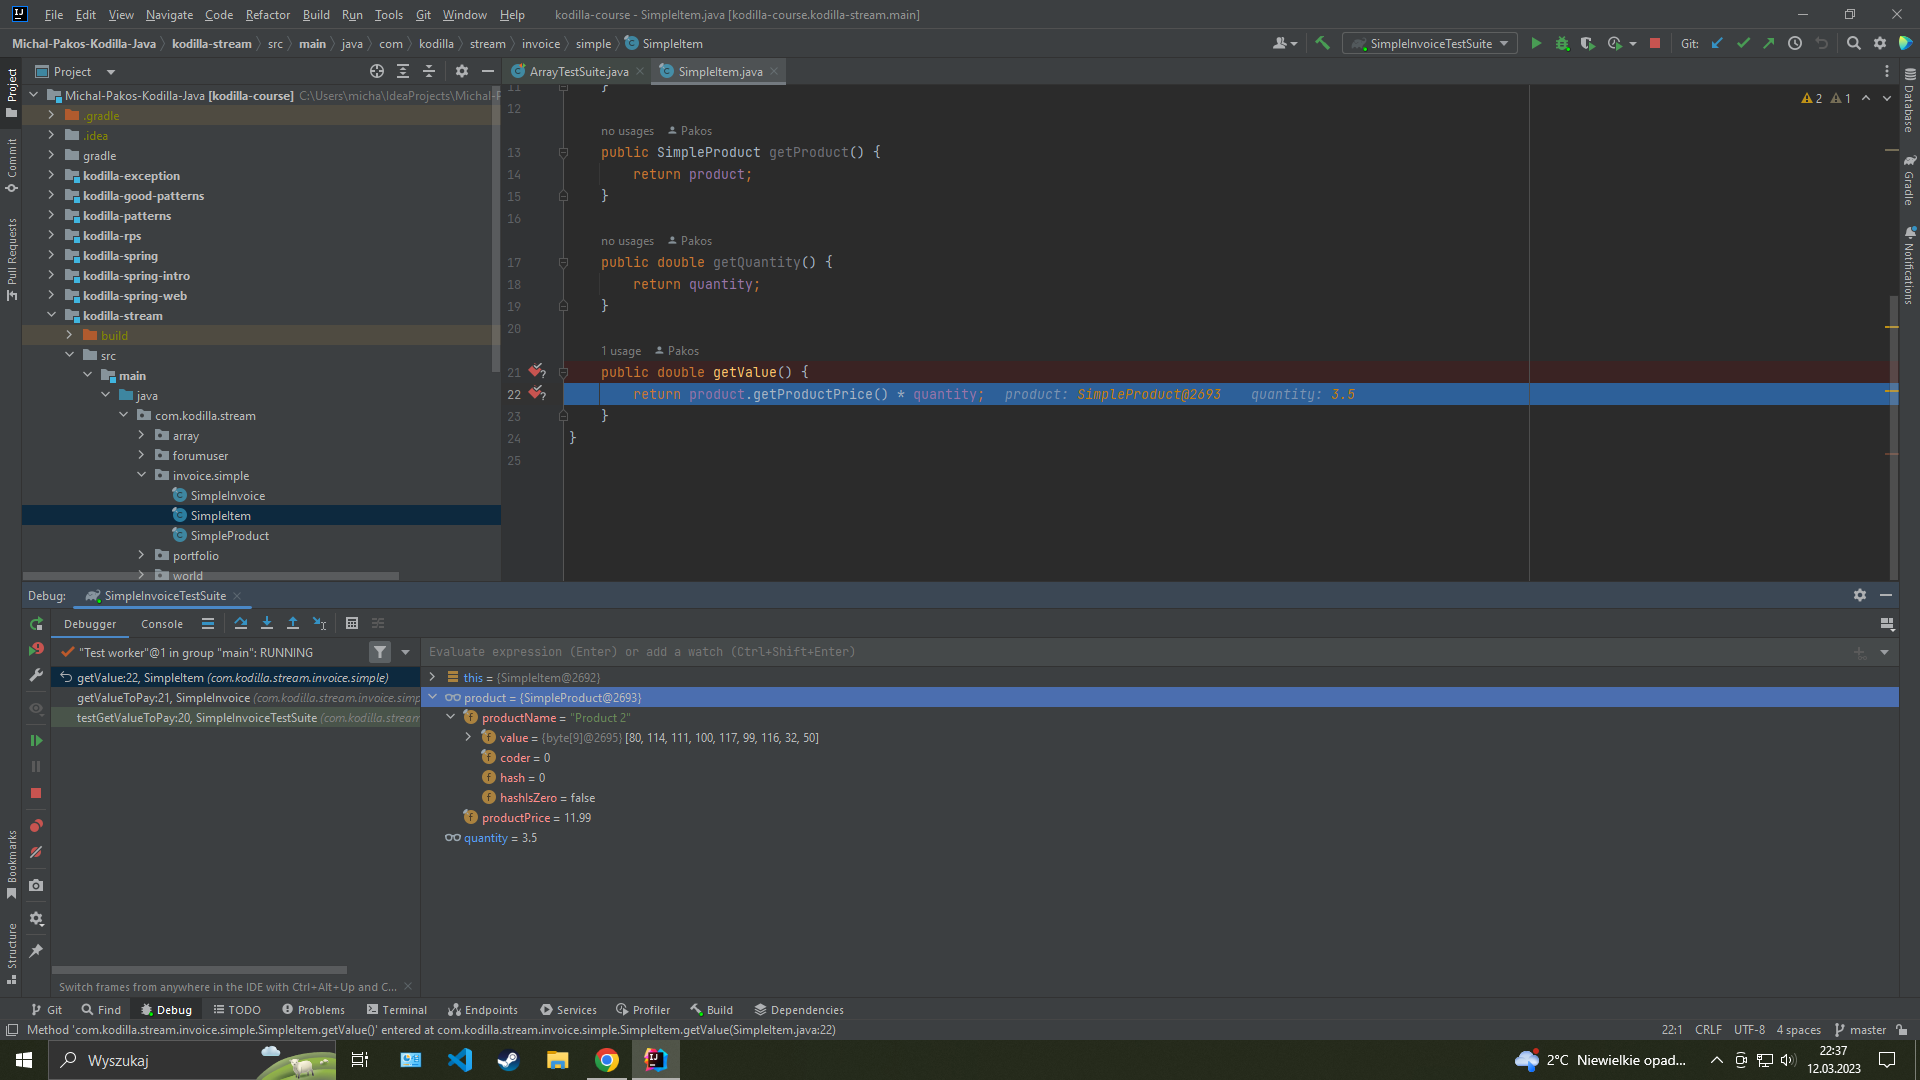 File Edit View Navigate Code Refactor Build Run Tools Git Window Help kodilla-course - SimpleItem.java [kodilla-course.kodilla-stream.main]
Michal-Pakos-Kodilla-Java kodilla-stream src main java com kodilla stream invoice simple SimpleItem SimpleInvoiceTestSuite Git:
Project ArrayTestSuite.java SimpleItem.java
Michal-Pakos-Kodilla-Java [kodilla-course] C:\Users\micha\IdeaProjects\Michal-P
.gradle
.idea
gradle
kodilla-exception
kodilla-good-patterns
kodilla-patterns
kodilla-rps
kodilla-spring
kodilla-spring-intro
kodilla-spring-web
kodilla-stream
build
src
main
java
com.kodilla.stream
array
forumuser
invoice.simple
SimpleInvoice
SimpleItem
SimpleProduct
portfolio
world
Project
Commit
Pull Requests
Bookmarks
Structure
11 }
12
no usages Pakos
13 public SimpleProduct getProduct() {
14 return product;
15 }
16
no usages Pakos
17 public double getQuantity() {
18 return quantity;
19 }
20
1 usage Pakos
21 public double getValue() {
22 return product.getProductPrice() * quantity; product: SimpleProduct@2693 quantity: 3.5
23 }
24 }
25
2 1
Database
Gradle
Notifications
Debug: SimpleInvoiceTestSuite
Debugger Console
"Test worker"@1 in group "main": RUNNING
getValue:22, SimpleItem (com.kodilla.stream.invoice.simple)
getValueToPay:21, SimpleInvoice (com.kodilla.stream.invoice.simp
testGetValueToPay:20, SimpleInvoiceTestSuite (com.kodilla.stream
Evaluate expression (Enter) or add a watch (Ctrl+Shift+Enter)
this = {SimpleItem@2692}
product = {SimpleProduct@2693}
productName = "Product 2"
value = {byte[9]@2695} [80, 114, 111, 100, 117, 99, 116, 32, 50]
coder = 0
hash = 0
hashIsZero = false
productPrice = 11.99
quantity = 3.5
Switch frames from anywhere in the IDE with Ctrl+Alt+Up and C...
Git Find Debug TODO Problems Terminal Endpoints Services Profiler Build Dependencies
Method 'com.kodilla.stream.invoice.simple.SimpleItem.getValue()' entered at com.kodilla.stream.invoice.simple.SimpleItem.getValue(SimpleItem.java:22) 22:1 CRLF UTF-8 4 spaces master
Wyszukaj 2°C Niewielkie opad... 22:37
12.03.2023